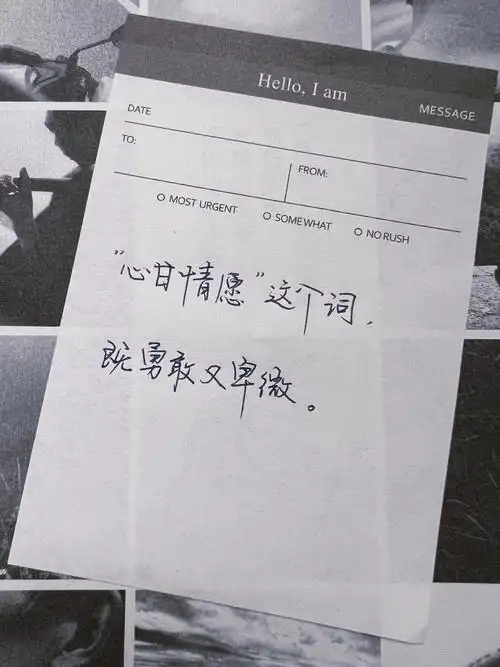 Hello, I am
MESSAGE
DATE
TO:
FROM:
O MOST URGENT O SOMEWHAT O NO RUSH
“心甘情愿”这个词，
既勇敢又卑微。